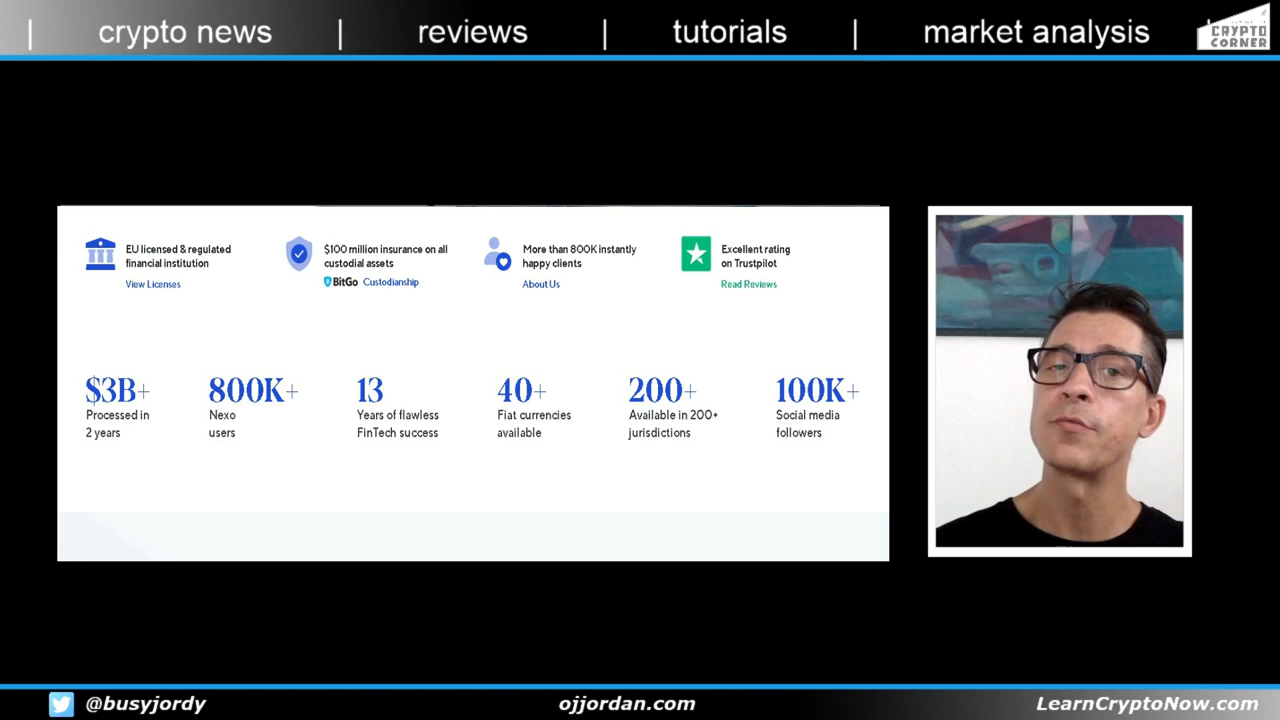 crypto news | reviews | tutorials | market analysis
CRYPTO
CORNER
EU licensed & regulated
financial institution
View Licenses
$100 million insurance on all
custodial assets
BitGo Custodianship
More than 800K instantly
happy clients
About Us
Excellent rating
on Trustpilot
Read Reviews
$3B+
Processed in
2 years
800K+
Nexo
users
13
Years of flawless
FinTech success
40+
Fiat currencies
available
200+
Available in 200+
jurisdictions
100K+
Social media
followers
@busyjordy
ojjordan.com
LearnCryptoNow.com